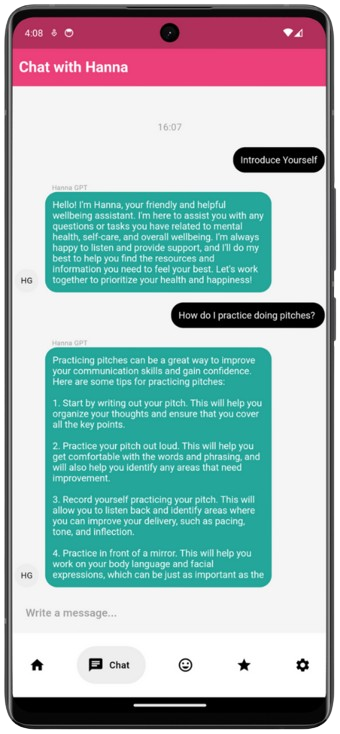 4:08
Chat with Hanna
16:07
Introduce Yourself
Hanna GPT
Hello! I'm Hanna, your friendly and helpful
wellbeing assistant. I'm here to assist you with any
questions or tasks you have related to mental
health, self-care, and overall wellbeing. I'm always
happy to listen and provide support, and I'll do my
best to help you find the resources and
information you need to feel your best. Let's work
together to prioritize your health and happiness!
HG
How do I practice doing pitches?
Hanna GPT
Practicing pitches can be a great way to improve
your communication skills and gain confidence.
Here are some tips for practicing pitches:
1. Start by writing out your pitch. This will help you
organize your thoughts and ensure that you cover
all the key points.
2. Practice your pitch out loud. This will help you
get comfortable with the words and phrasing, and
will also help you identify any areas that need
improvement.
3. Record yourself practicing your pitch. This will
allow you to listen back and identify areas where
you can improve your delivery, such as pacing,
tone, and inflection.
4. Practice in front of a mirror. This will help you
work on your body language and facial
expressions, which can be just as important as the
HG
Write a message...
Chat